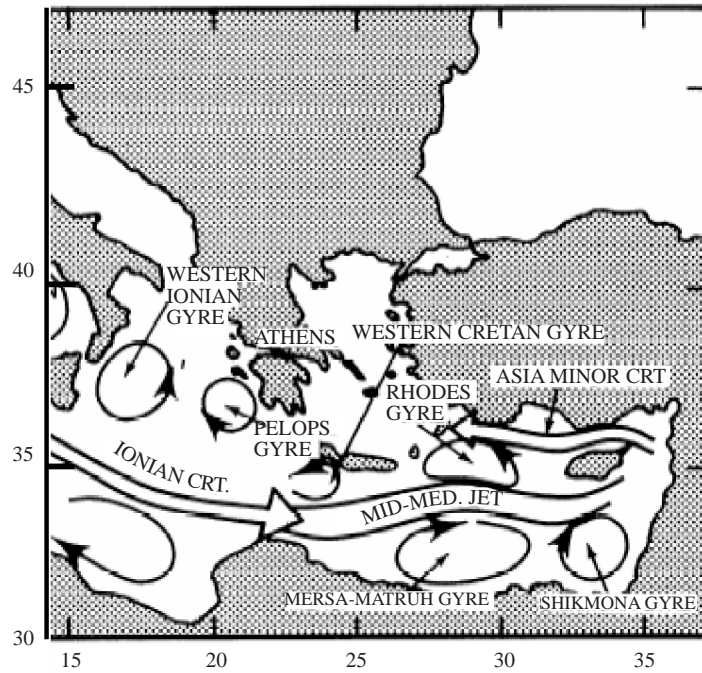 45
40
WESTERN
IONIAN
GYRE
ATHENS
WESTERN CRETAN GYRE
ASIA MINOR CRT
RHODES
GYRE
PELOPS
GYRE
35
IONIAN CRT.
MID-MED. JET
MERSA-MATRUH GYRE
SHIKMONA GYRE
30
15 20 25 30 35